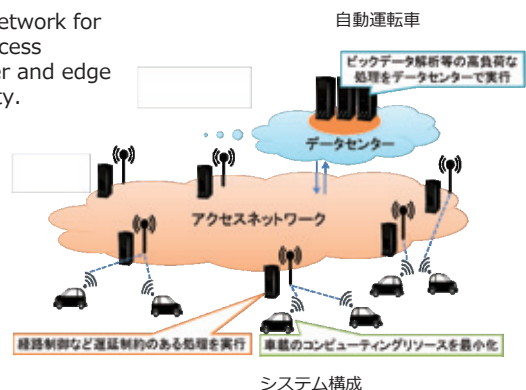 etwork for
cess
er and edge
ty.
自動運転車
ビックデータ解析等の高負荷な
処理をデータセンターで実行
データセンター
アクセスネットワーク
経路制御など遅延制約のある処理を実行
車載のコンピューティングリソースを最小化
システム構成